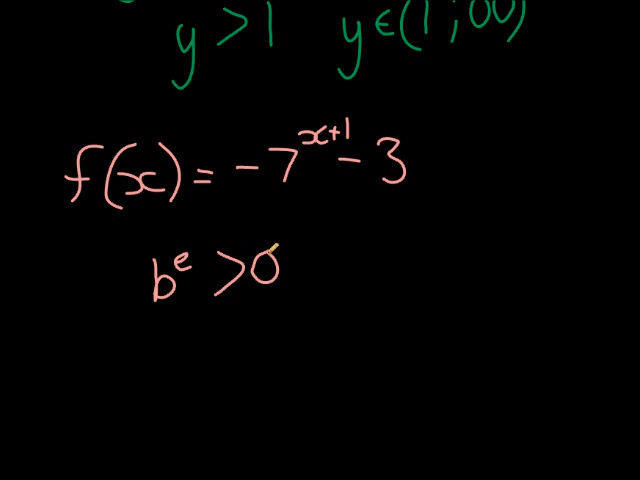 y > 1 y ∈ (1 ; ∞)
f(x) = -7^{x+1} - 3
b^e > 0